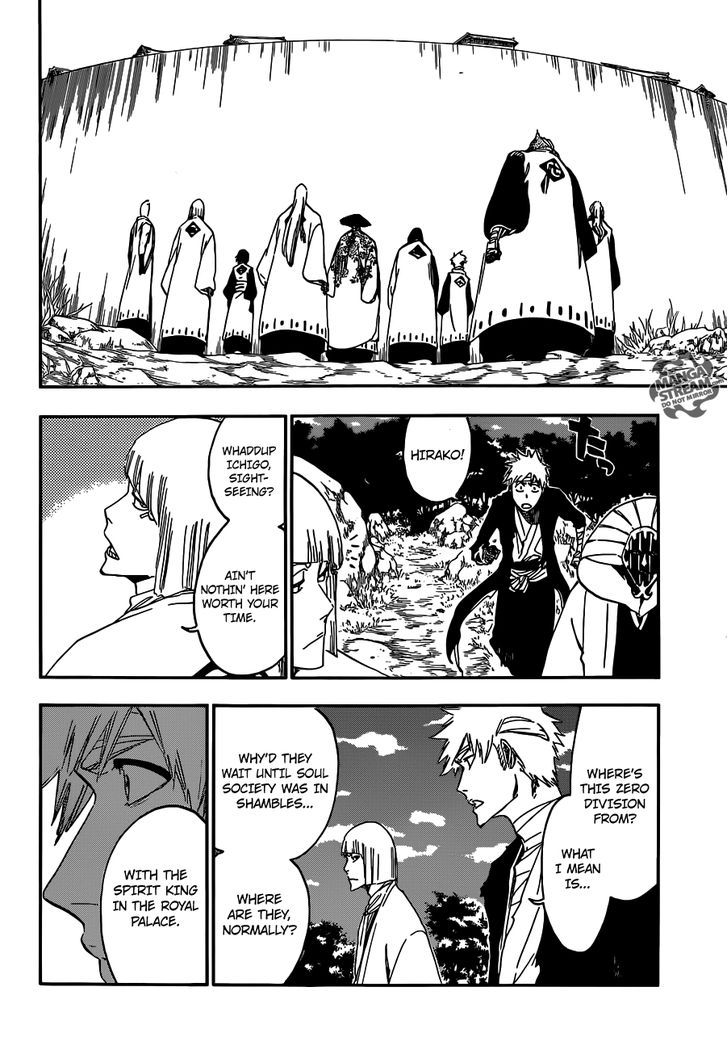 MANGA
STREAM
DO NOT MIRROR
HIRAKO!
たっ
WHADDUP
ICHIGO,
SIGHT-
SEEING?
AIN'T
NOTHIN' HERE
WORTH YOUR
TIME.
WHERE'S
THIS ZERO
DIVISION
FROM?
WHAT
I MEAN
IS...
WHY'D THEY
WAIT UNTIL SOUL
SOCIETY WAS IN
SHAMBLES...
WHERE
ARE THEY,
NORMALLY?
WITH THE
SPIRIT KING
IN THE ROYAL
PALACE.